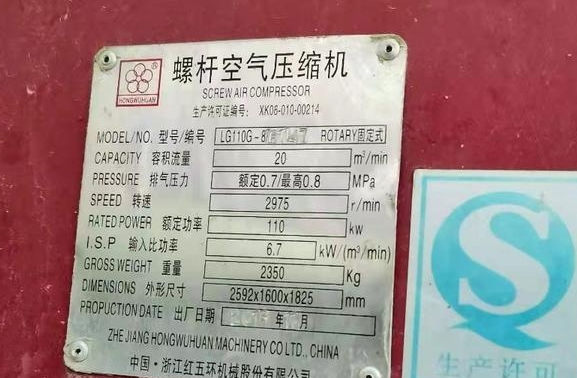 HONGWUHUAN
®
螺杆空气压缩机
SCREW AIR COMPRESSOR
生产许可证编号: XK06-010-00214
MODEL/NO. 型号/编号 LG110G-8 ROTARY固定式
CAPACITY 容积流量 20 m³/min
PRESSURE 排气压力 额定0.7/最高0.8 MPa
SPEED 转速 2975 r/min
RATED POWER 额定功率 110 kw
I.S.P 输入比功率 6.7 kW/(m³/min)
GROSS WEIGHT 重量 2350 Kg
DIMENSIONS 外形尺寸 2592x1600x1825 mm
PROPUCTION DATE 出厂日期 年 月
ZHE JIANG HONGWUHUAN MACHINERY CO LTD., CHINA
中国·浙江红五环机械股份有限公司
生产许可